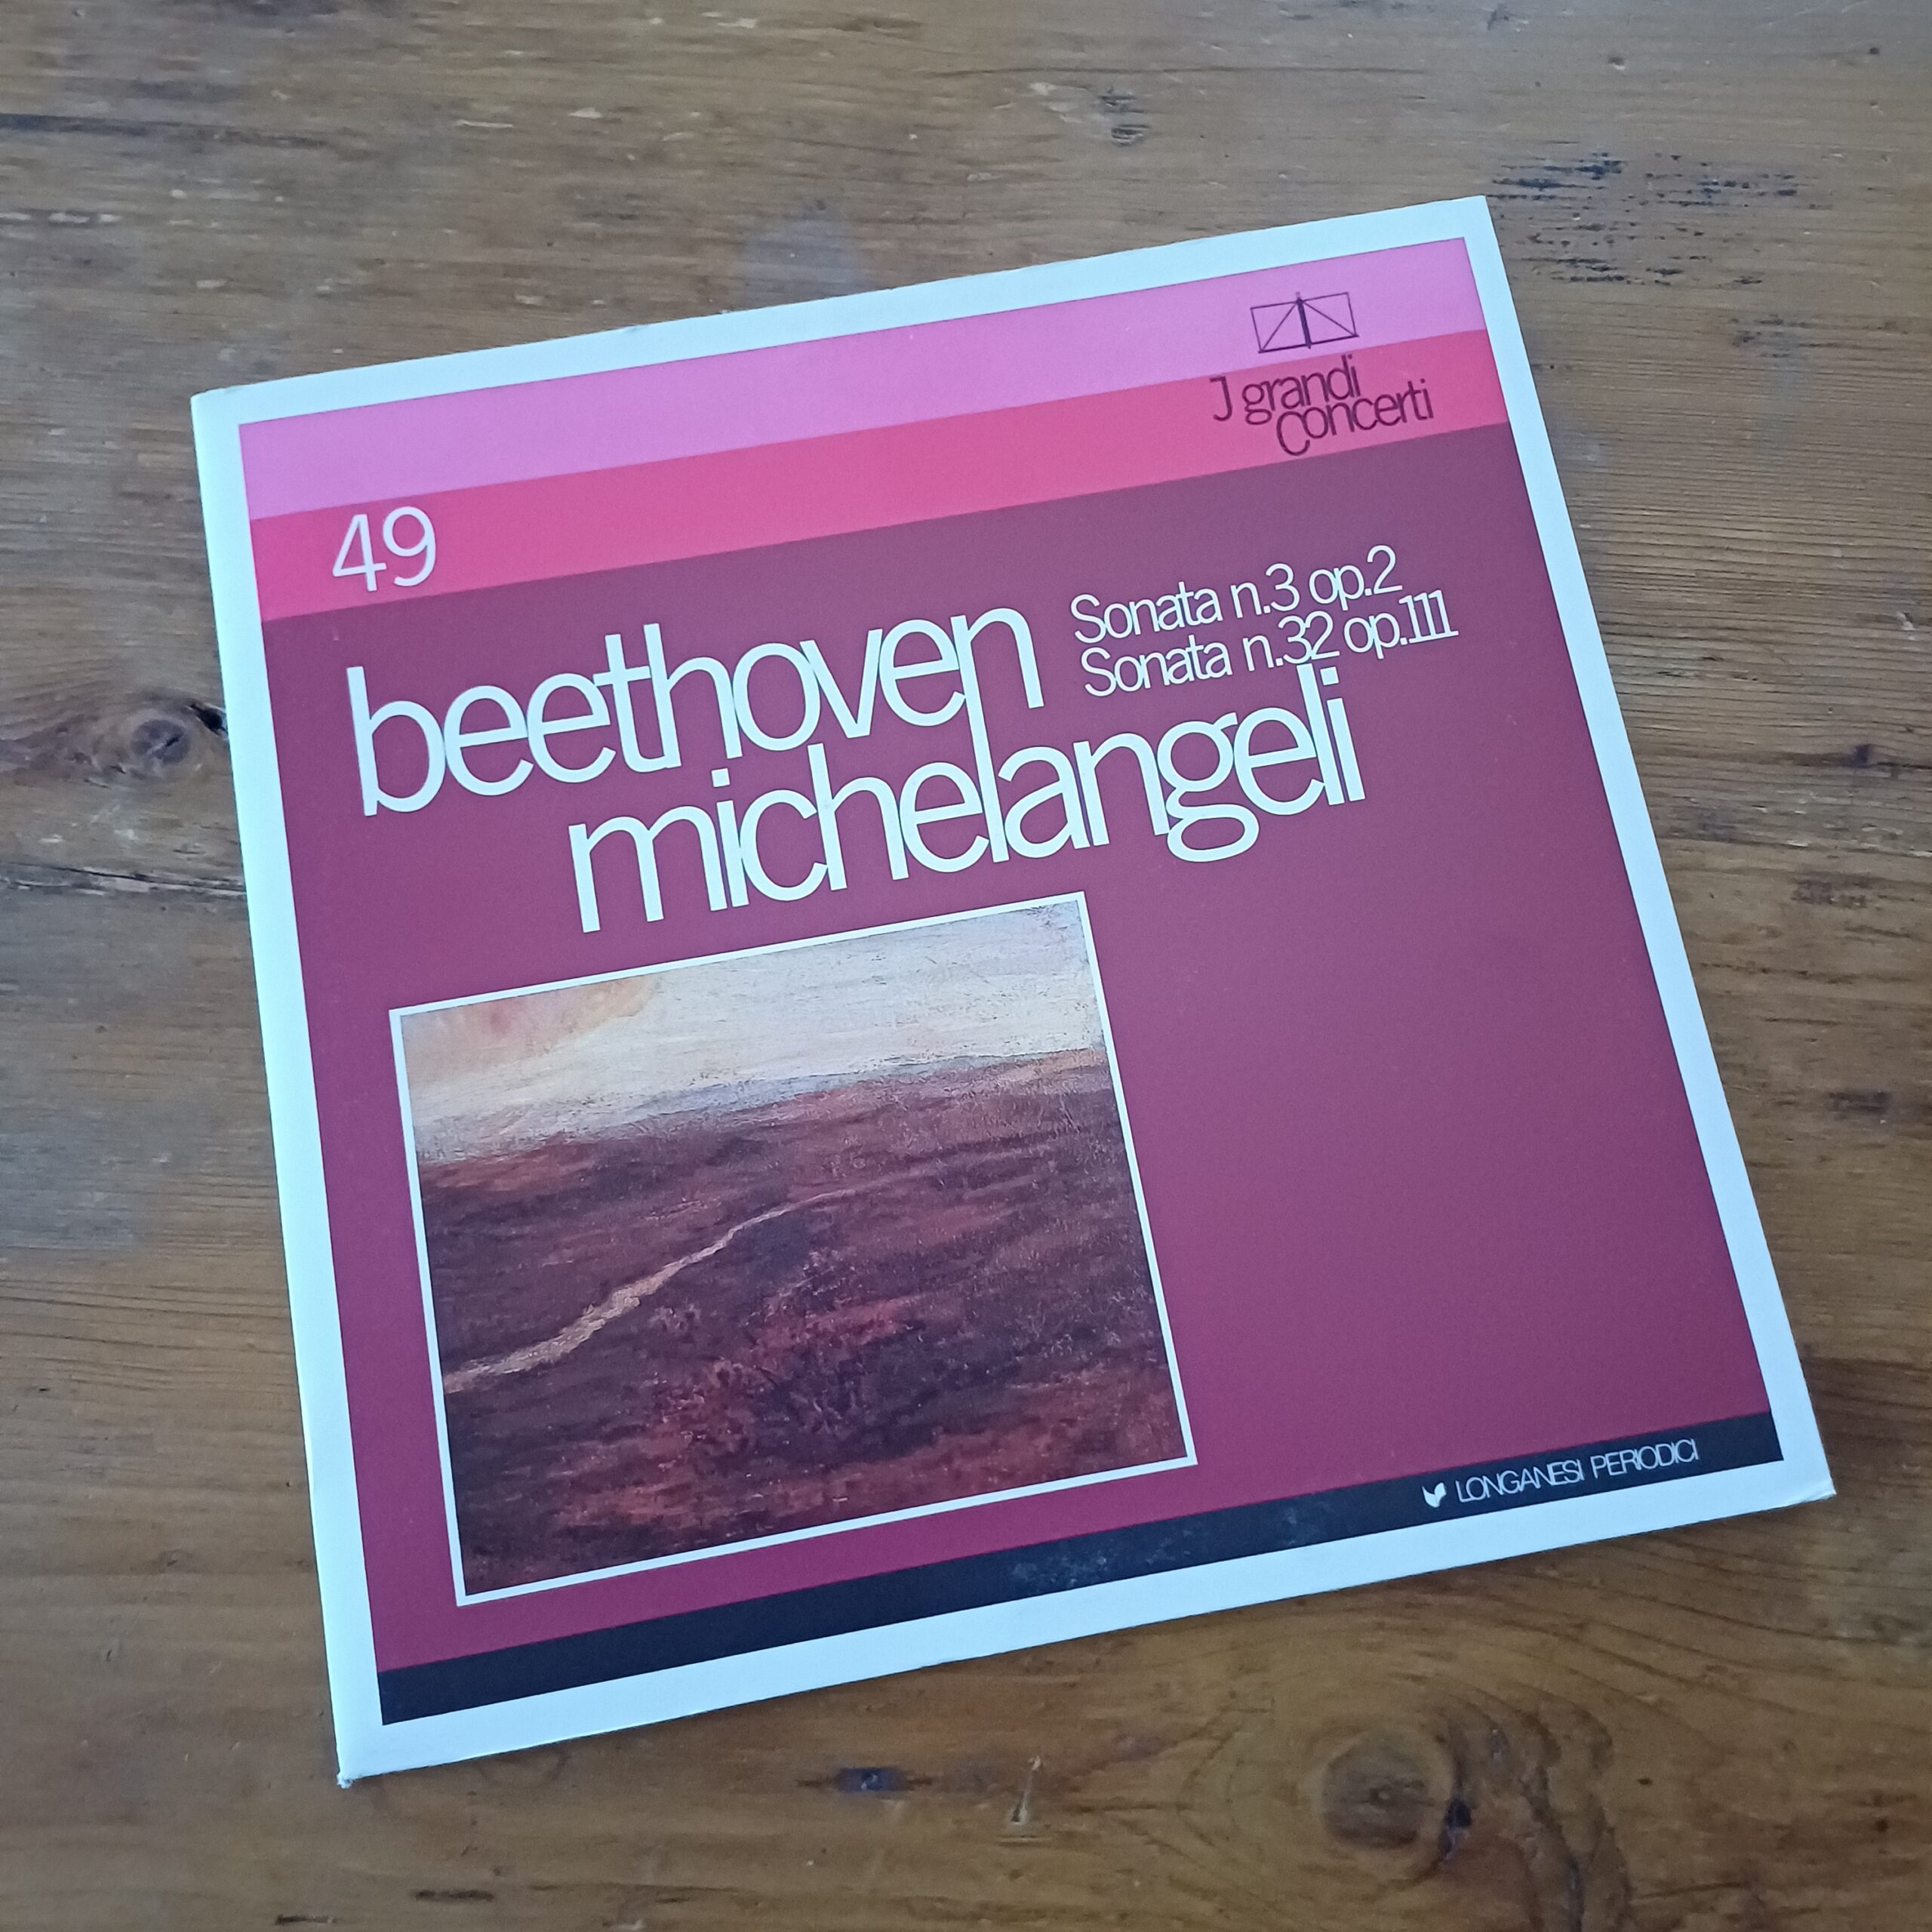 J grandi
concerti
49
beethoven
Sonata n.3 op.2
Sonata n.32 op.111
michelangeli
LONGANESI PERIODICI